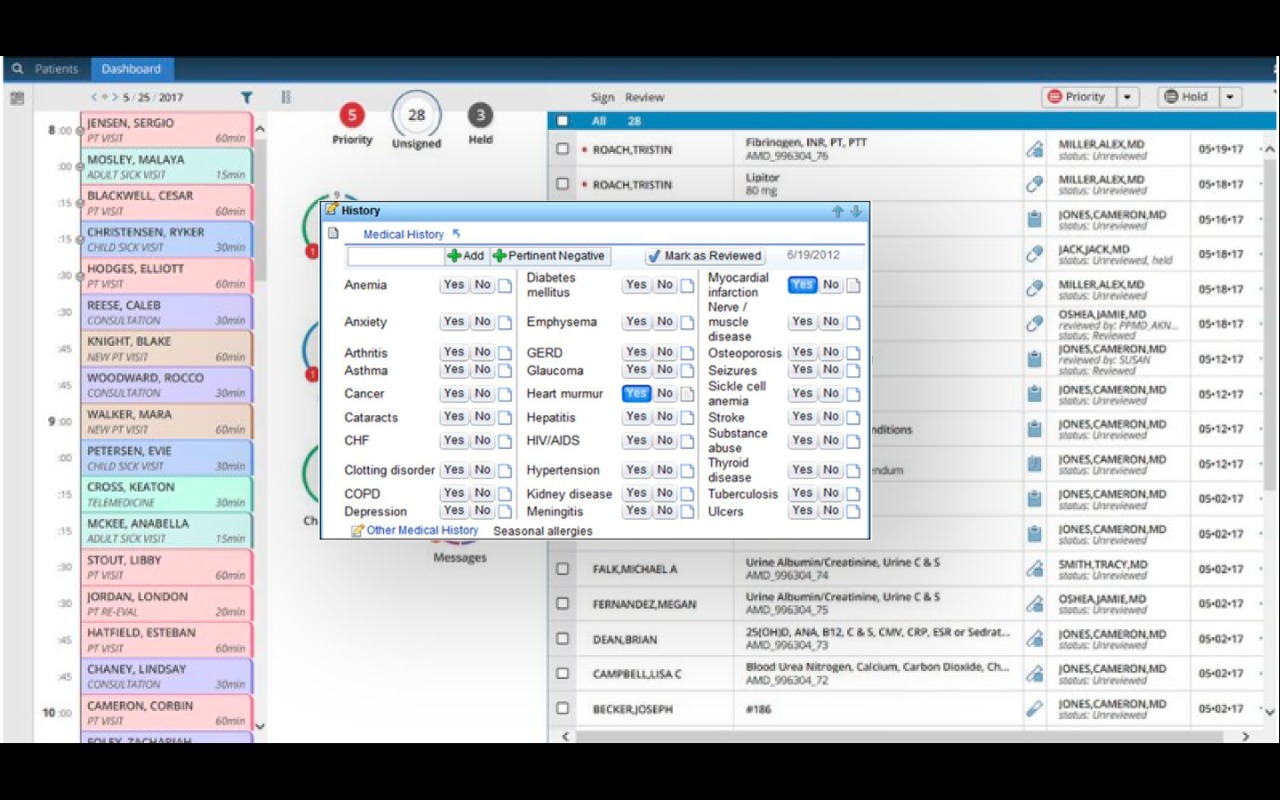 Patients
Dashboard
< > 5 / 25 / 2017
8 :00
JENSEN, SERGIO
PT VISIT 60min
:00
MOSLEY, MALAYA
ADULT SICK VISIT 15min
:15
BLACKWELL, CESAR
PT VISIT 60min
:15
CHRISTENSEN, RYKER
CHILD SICK VISIT 30min
:30
HODGES, ELLIOTT
PT VISIT 60min
:30
REESE, CALEB
CONSULTATION 30min
:45
KNIGHT, BLAKE
NEW PT VISIT 60min
:45
WOODWARD, ROCCO
CONSULTATION 30min
9 :00
WALKER, MARA
NEW PT VISIT 60min
:00
PETERSEN, EVIE
CHILD SICK VISIT 30min
:15
CROSS, KEATON
TELEMEDICINE 30min
:15
MCKEE, ANABELLA
ADULT SICK VISIT 15min
:30
STOUT, LIBBY
PT VISIT 60min
:30
JORDAN, LONDON
PT RE-EVAL 20min
:45
HATFIELD, ESTEBAN
PT VISIT 60min
:45
CHANEY, LINDSAY
CONSULTATION 30min
10 :00
CAMERON, CORBIN
PT VISIT 60min
FOLEY, ZACHARIAH
5
Priority
28
Unsigned
3
Held
9
1
1
Ch
Messages
History
Medical History
Add Pertinent Negative Mark as Reviewed 6/19/2012
Anemia Yes No
Anxiety Yes No
Arthritis Yes No
Asthma Yes No
Cancer Yes No
Cataracts Yes No
CHF Yes No
Clotting disorder Yes No
COPD Yes No
Depression Yes No
Diabetes
mellitus Yes No
Emphysema Yes No
GERD Yes No
Glaucoma Yes No
Heart murmur Yes No
Hepatitis Yes No
HIV/AIDS Yes No
Hypertension Yes No
Kidney disease Yes No
Meningitis Yes No
Myocardial
infarction Yes No
Nerve /
muscle
disease Yes No
Osteoporosis Yes No
Seizures Yes No
Sickle cell
anemia Yes No
Stroke Yes No
Substance
abuse Yes No
Thyroid
disease Yes No
Tuberculosis Yes No
Ulcers Yes No
Other Medical History Seasonal allergies
Sign Review
Priority
Hold
All 28
ROACH,TRISTIN
Fibrinogen, INR, PT, PTT
AMD_996304_76
MILLER,ALEX,MD
status: Unreviewed
05•19•17
ROACH,TRISTIN
Lipitor
80 mg
MILLER,ALEX,MD
status: Unreviewed
05•18•17
JONES,CAMERON,MD
status: Unreviewed
05•16•17
JACK,JACK,MD
status: Unreviewed, held
05•18•17
MILLER,ALEX,MD
status: Unreviewed
05•18•17
OSHEA,JAMIE,MD
reviewed by: PPMD_AKN...
status: Reviewed
05•18•17
JONES,CAMERON,MD
reviewed by: SUSAN
status: Reviewed
05•12•17
JONES,CAMERON,MD
status: Unreviewed
05•12•17
nditions
JONES,CAMERON,MD
status: Unreviewed
05•12•17
endum
JONES,CAMERON,MD
status: Unreviewed
05•12•17
JONES,CAMERON,MD
status: Unreviewed
05•02•17
JONES,CAMERON,MD
status: Unreviewed
05•02•17
FALK,MICHAEL A
Urine Albumin/Creatinine, Urine C & S
AMD_996304_74
SMITH,TRACY,MD
status: Unreviewed
05•02•17
FERNANDEZ,MEGAN
Urine Albumin/Creatinine, Urine C & S
AMD_996304_75
OSHEA,JAMIE,MD
status: Unreviewed
05•02•17
DEAN,BRIAN
25(OH)D, ANA, B12, C & S, CMV, CRP, ESR or Sedrat...
AMD_996304_73
JONES,CAMERON,MD
status: Unreviewed
05•02•17
CAMPBELL,LISA C
Blood Urea Nitrogen, Calcium, Carbon Dioxide, Ch...
AMD_996304_72
JONES,CAMERON,MD
status: Unreviewed
05•02•17
BECKER,JOSEPH
#186
JONES,CAMERON,MD
status: Unreviewed
05•02•17